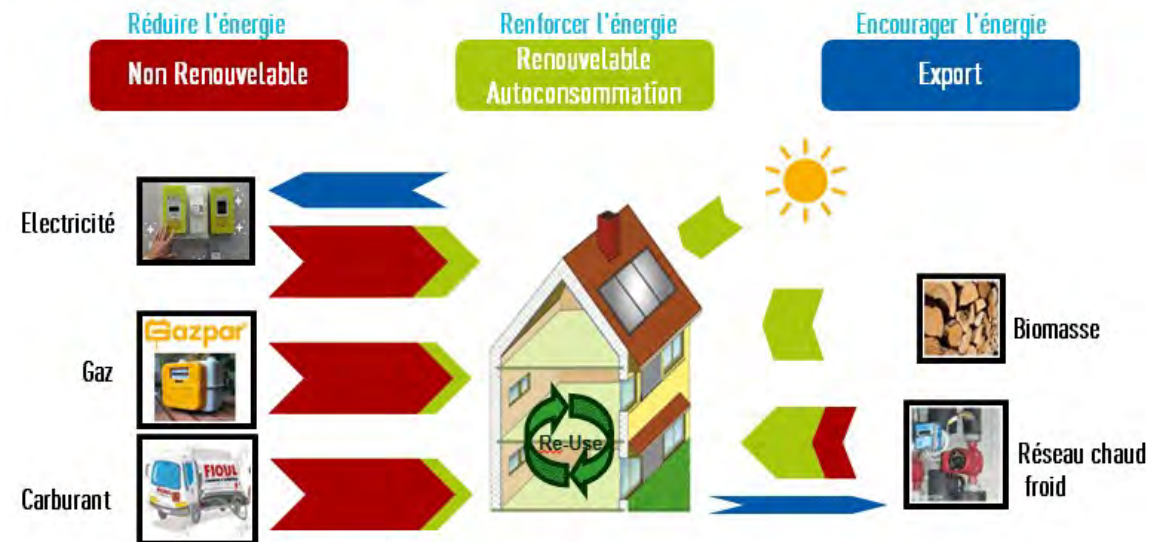 Réduire l'énergie
Non Renouvelable
Renforcer l'énergie
Renouvelable
Autoconsommation
Encourager l'énergie
Export
Electricité
Gazpar
Gaz
FIOUL
Carburant
Re-Use
Biomasse
Réseau chaud
froid